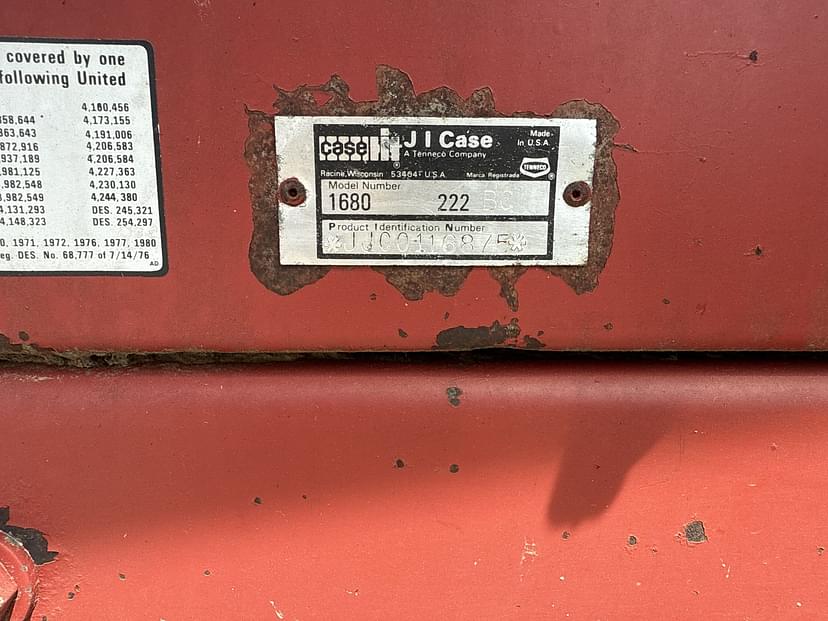 covered by one
following United
4,160,456
358,644 4,173,155
863,643 4,191,006
872,916 4,206,583
937,189 4,206,584
981,125 4,227,363
982,548 4,230,130
982,549 4,244,380
4,131,293 DES. 245,321
4,148,323 DES. 254,297
1971, 1972, 1976, 1977, 1980
eg. DES. No. 68,777 of 7/14/76
AD
case IH J I Case Made
A Tenneco Company In U.S.A.
TENNECO
Racine, Wisconsin 53404 U.S.A. Marca Registrada
Model Number
1680 222
Product Identification Number
*JJC0116875*